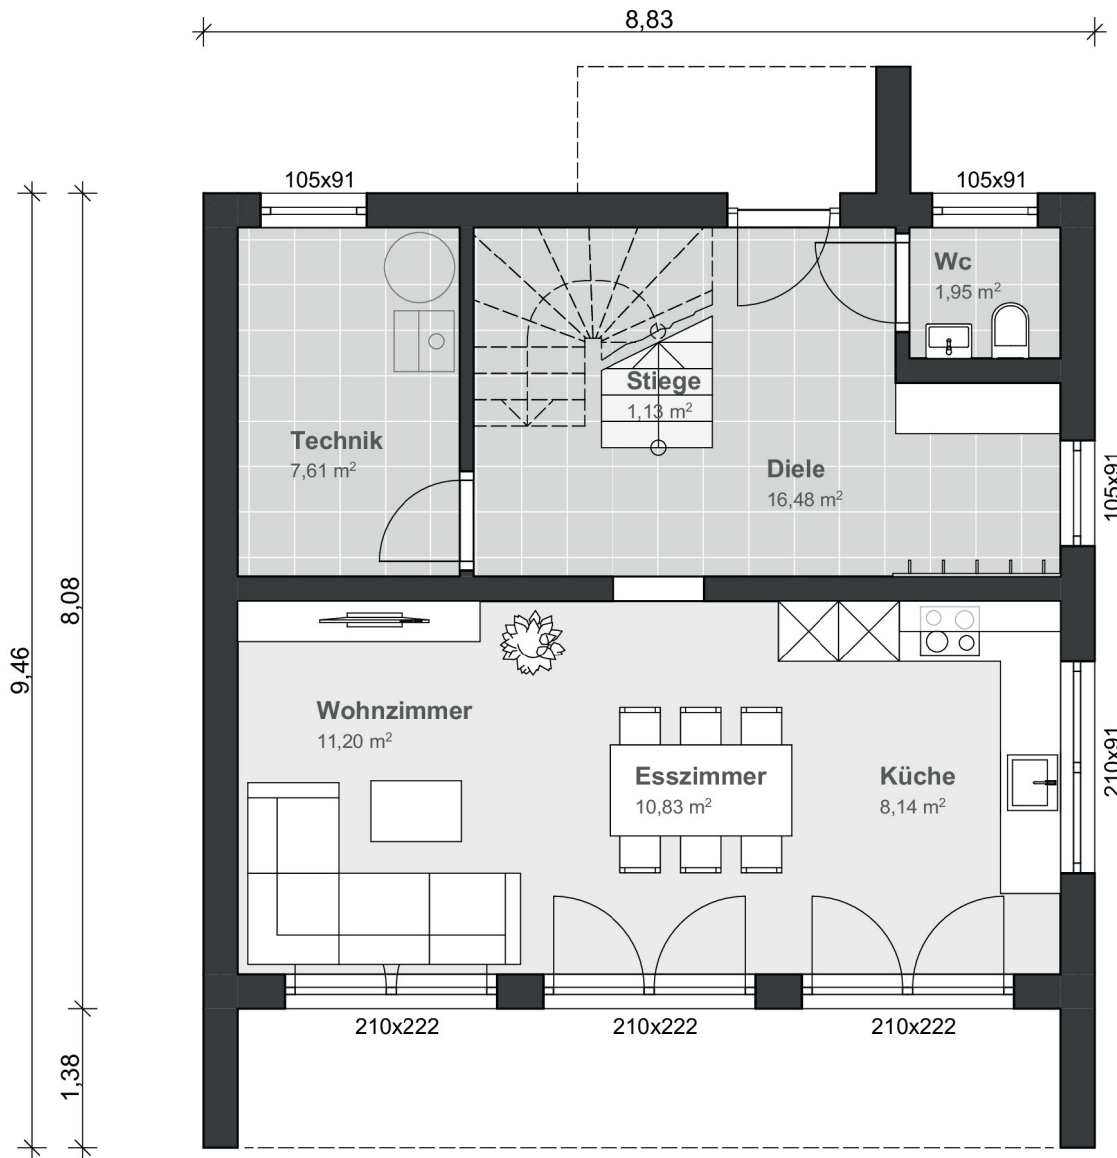 8,83
105x91
105x91
Wc
1,95 m²
Stiege
1,13 m²
Technik
7,61 m²
Diele
16,48 m²
105x91
8,08
9,46
Wohnzimmer
11,20 m²
Esszimmer
10,83 m²
Küche
8,14 m²
210x91
210x222
210x222
210x222
1,38